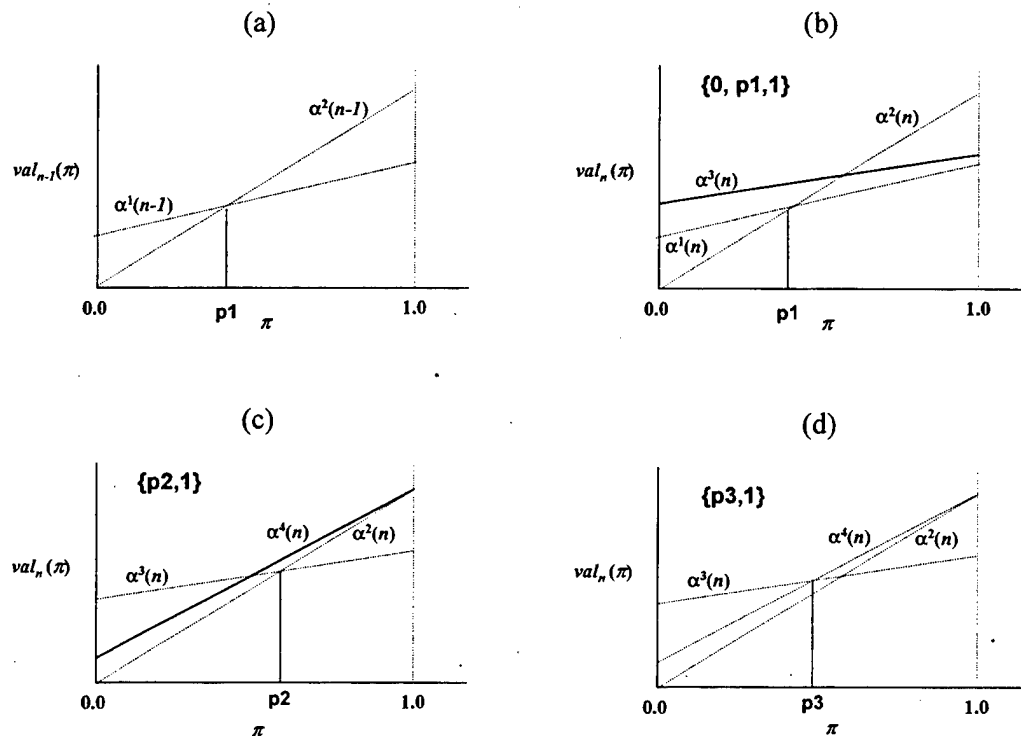 (a)
α²(n-1)
val_{n-1}(π)
α¹(n-1)
0.0
p1
1.0
π
(b)
{0, p1,1}
α²(n)
val_n(π)
α³(n)
α¹(n)
0.0
p1
1.0
π
(c)
{p2,1}
α⁴(n)
α²(n)
val_n(π)
α³(n)
0.0
p2
1.0
π
(d)
{p3,1}
α⁴(n)
α²(n)
val_n(π)
α³(n)
0.0
p3
1.0
π